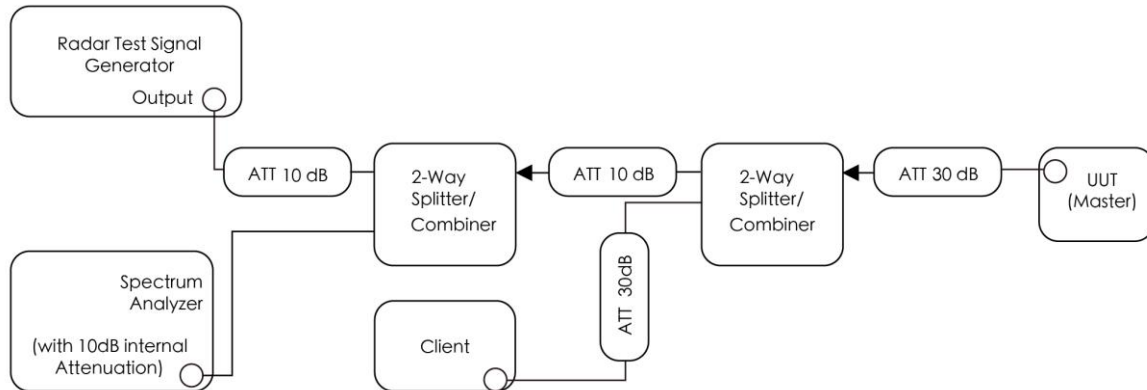 Radar Test Signal
Generator
Output
ATT 10 dB
2-Way
Splitter/
Combiner
ATT 10 dB
2-Way
Splitter/
Combiner
ATT 30 dB
UUT
(Master)
Spectrum
Analyzer
(with 10dB internal
Attenuation)
Client
ATT 30dB